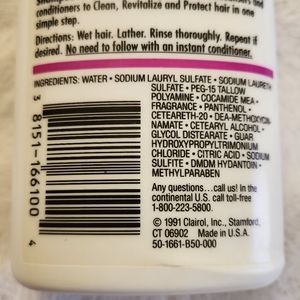 conditioners to Clean, Revitalize and Protect hair in one
simple step.
Directions: Wet hair. Lather. Rinse thoroughly. Repeat if
desired. No need to follow with an instant conditioner.
INGREDIENTS: WATER • SODIUM LAURYL SULFATE • SODIUM LAURETH
SULFATE • PEG-15 TALLOW
POLYAMINE • COCAMIDE MEA •
FRAGRANCE • PANTHENOL •
CETEARETH-20 • DEA-METHOXYCIN-
NAMATE • CETEARYL ALCOHOL •
GLYCOL DISTEARATE • GUAR
HYDROXYPROPYLTRIMONIUM
CHLORIDE • CITRIC ACID • SODIUM
SULFITE • DMDM HYDANTOIN •
METHYLPARABEN
3 8151-166100 4
Any questions...call us! In the
continental U.S. call toll-free
1-800-223-5800.
© 1991 Clairol, Inc., Stamford,
CT 06902 Made in U.S.A.
50-1661-B50-000